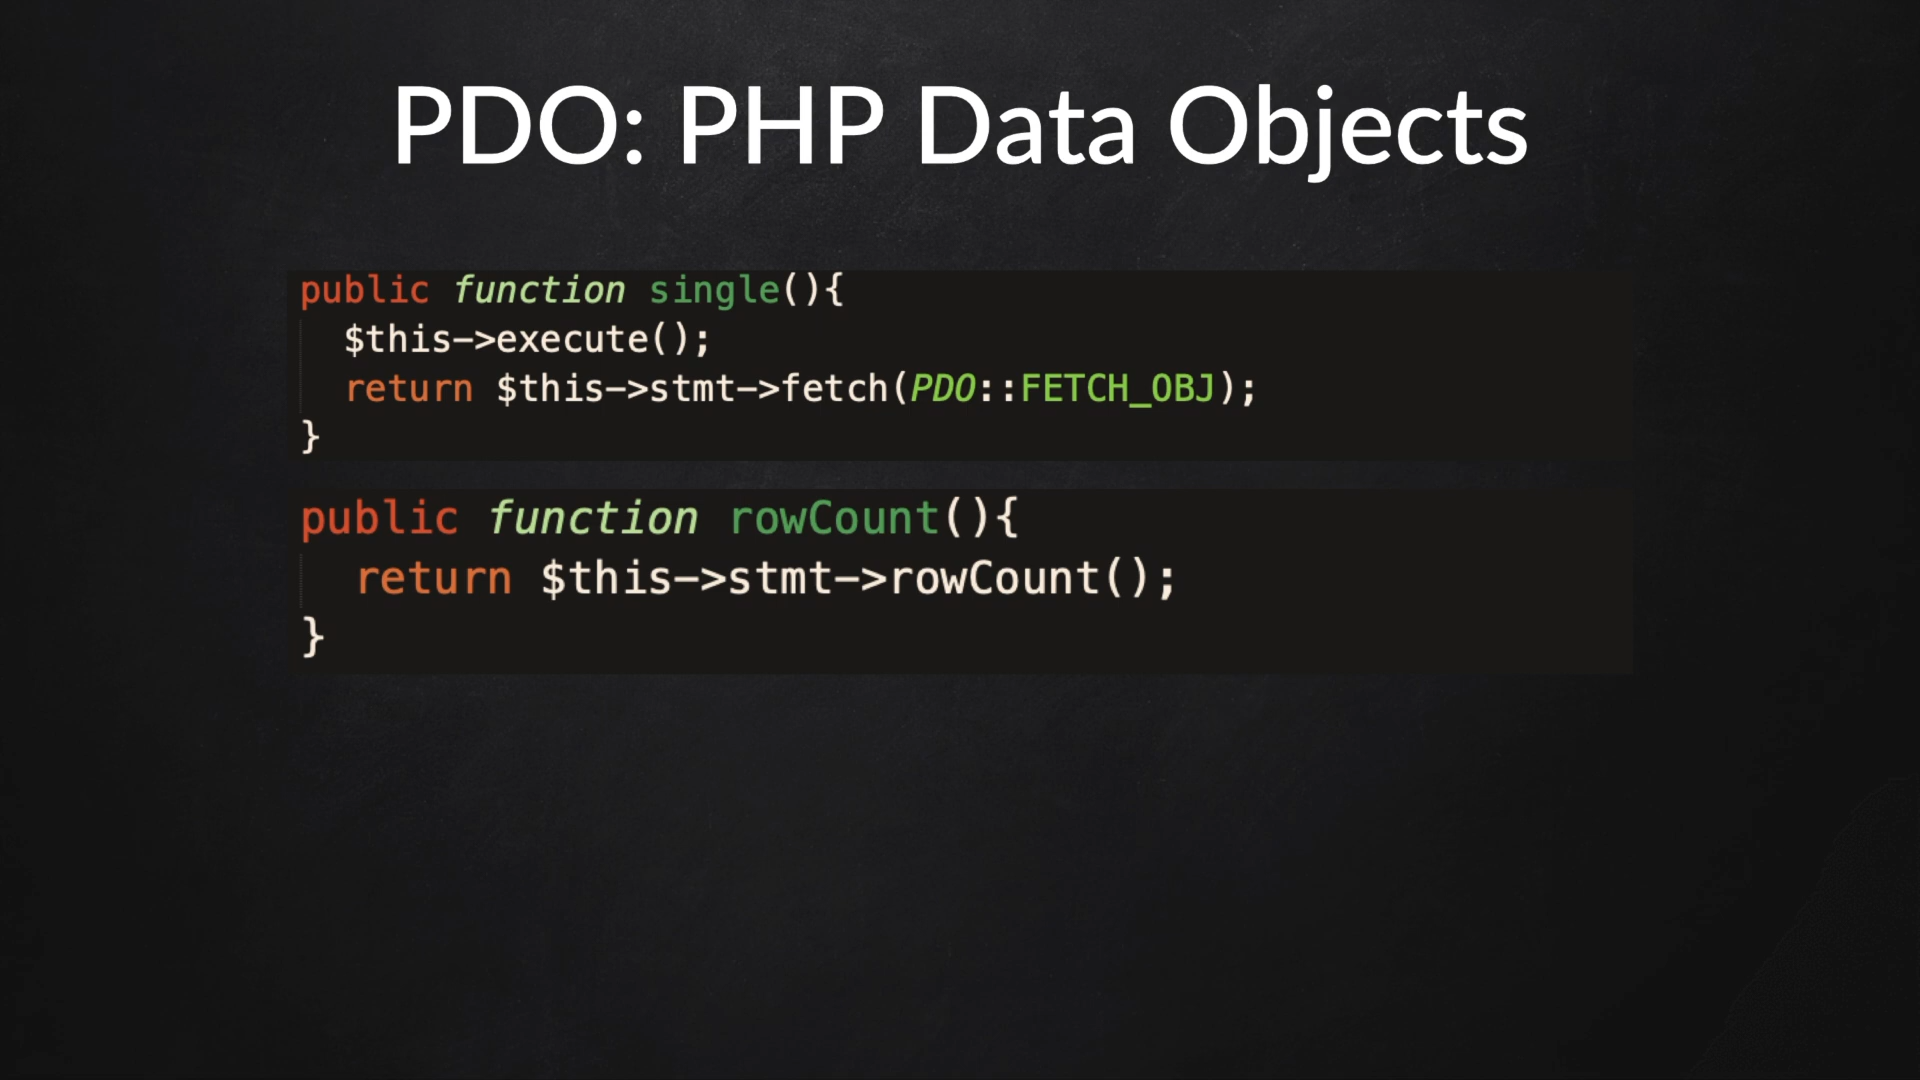 PDO: PHP Data Objects
public function single(){
$this->execute();
return $this->stmt->fetch(PDO::FETCH_OBJ);
}
public function rowCount(){
return $this->stmt->rowCount();
}